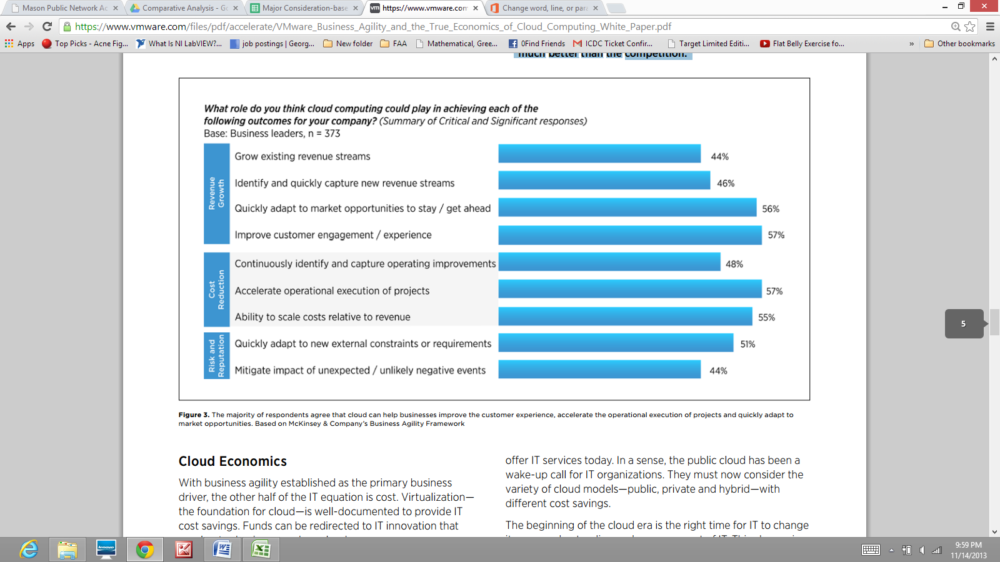 Mason Public Network Ac
Comparative Analysis - Go
Major Consideration-base
https://www.vmware.com
Change word, line, or para
https://www.vmware.com/files/pdf/accelerate/VMware_Business_Agility_and_the_True_Economics_of_Cloud_Computing_White_Paper.pdf
Apps
Top Picks - Acne Fig...
What Is NI LabVIEW?...
job postings | Georg...
New folder
FAA
Mathematical, Gree...
0Find Friends
ICDC Ticket Confir...
Target Limited Editi...
Flat Belly Exercise fo...
»
Other bookmarks
much better than the competition.
What role do you think cloud computing could play in achieving each of the
following outcomes for your company? (Summary of Critical and Significant responses)
Base: Business leaders, n = 373
Revenue
Growth
Grow existing revenue streams
44%
Identify and quickly capture new revenue streams
46%
Quickly adapt to market opportunities to stay / get ahead
56%
Improve customer engagement / experience
57%
Cost
Reduction
Continuously identify and capture operating improvements
48%
Accelerate operational execution of projects
57%
Ability to scale costs relative to revenue
55%
Risk and
Reputation
Quickly adapt to new external constraints or requirements
51%
Mitigate impact of unexpected / unlikely negative events
44%
5
Figure 3. The majority of respondents agree that cloud can help businesses improve the customer experience, accelerate the operational execution of projects and quickly adapt to
market opportunities. Based on McKinsey & Company's Business Agility Framework
Cloud Economics
With business agility established as the primary business
driver, the other half of the IT equation is cost. Virtualization—
the foundation for cloud—is well-documented to provide IT
cost savings. Funds can be redirected to IT innovation that
offer IT services today. In a sense, the public cloud has been a
wake-up call for IT organizations. They must now consider the
variety of cloud models—public, private and hybrid—with
different cost savings.
The beginning of the cloud era is the right time for IT to change
lenovo
9:59 PM
11/14/2013